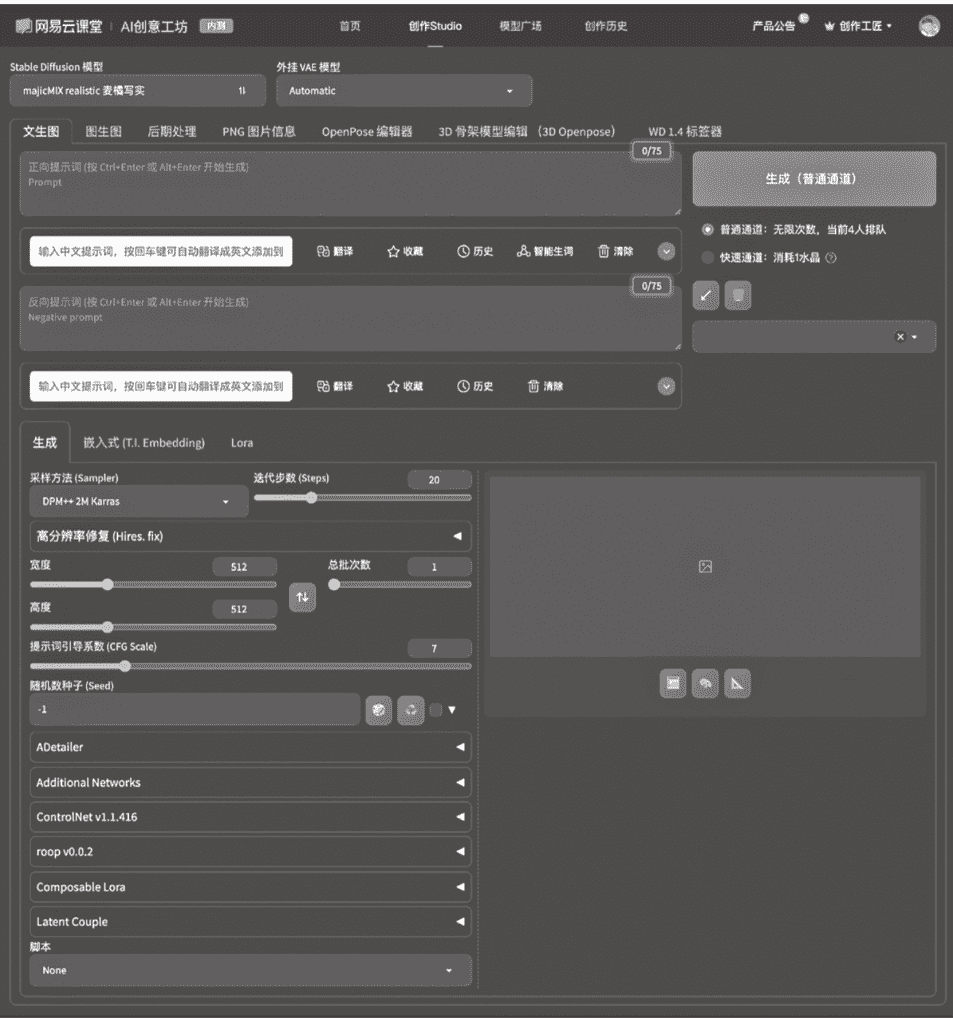 网易云课堂 AI创意工坊 内测 首页 创作Studio 模型广场 创作历史 产品公告 创作工匠
Stable Diffusion 模型 外挂 VAE 模型
majicMIX realistic 麦橘写实 Automatic
文生图 图生图 后期处理 PNG 图片信息 OpenPose 编辑器 3D 骨架模型编辑 (3D Openpose) WD 1.4 标签器
0/75
正向提示词 (按 Ctrl+Enter 或 Alt+Enter 开始生成)
Prompt
生成（普通通道）
普通通道：无限次数，当前4人排队
输入中文提示词，按回车键可自动翻译成英文添加到 翻译 收藏 历史 智能生词 清除
快速通道：消耗1水晶
0/75
反向提示词 (按 Ctrl+Enter 或 Alt+Enter 开始生成)
Negative prompt
输入中文提示词，按回车键可自动翻译成英文添加到 翻译 收藏 历史 清除
生成 嵌入式 (T.I. Embedding) Lora
采样方法 (Sampler) 迭代步数 (Steps) 20
DPM++ 2M Karras
高分辨率修复 (Hires. fix)
宽度 512 总批次数 1
高度 512
提示词引导系数 (CFG Scale) 7
随机数种子 (Seed)
-1
ADetailer
Additional Networks
ControlNet v1.1.416
roop v0.0.2
Composable Lora
Latent Couple
脚本
None